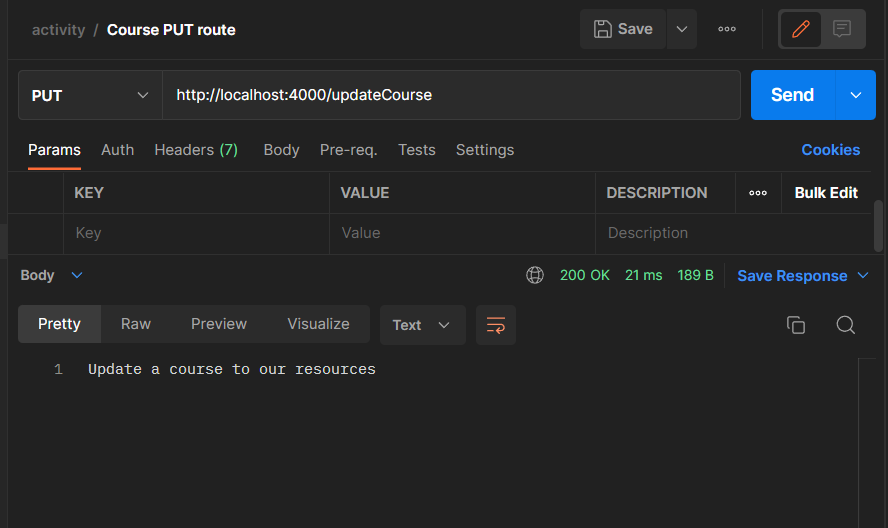 activity / Course PUT route Save
PUT http://localhost:4000/updateCourse Send
Params Auth Headers (7) Body Pre-req. Tests Settings Cookies
KEY VALUE DESCRIPTION Bulk Edit
Key Value Description
Body 200 OK 21 ms 189 B Save Response
Pretty Raw Preview Visualize Text
1 Update a course to our resources